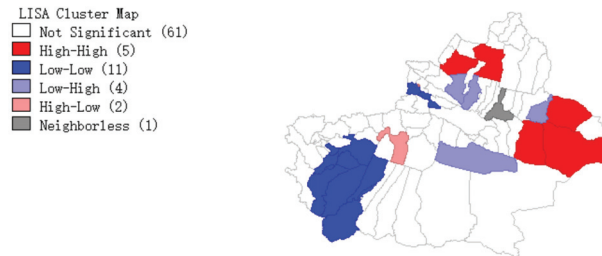 LISA Cluster Map
Not Significant (61)
High-High (5)
Low-Low (11)
Low-High (4)
High-Low (2)
Neighborless (1)